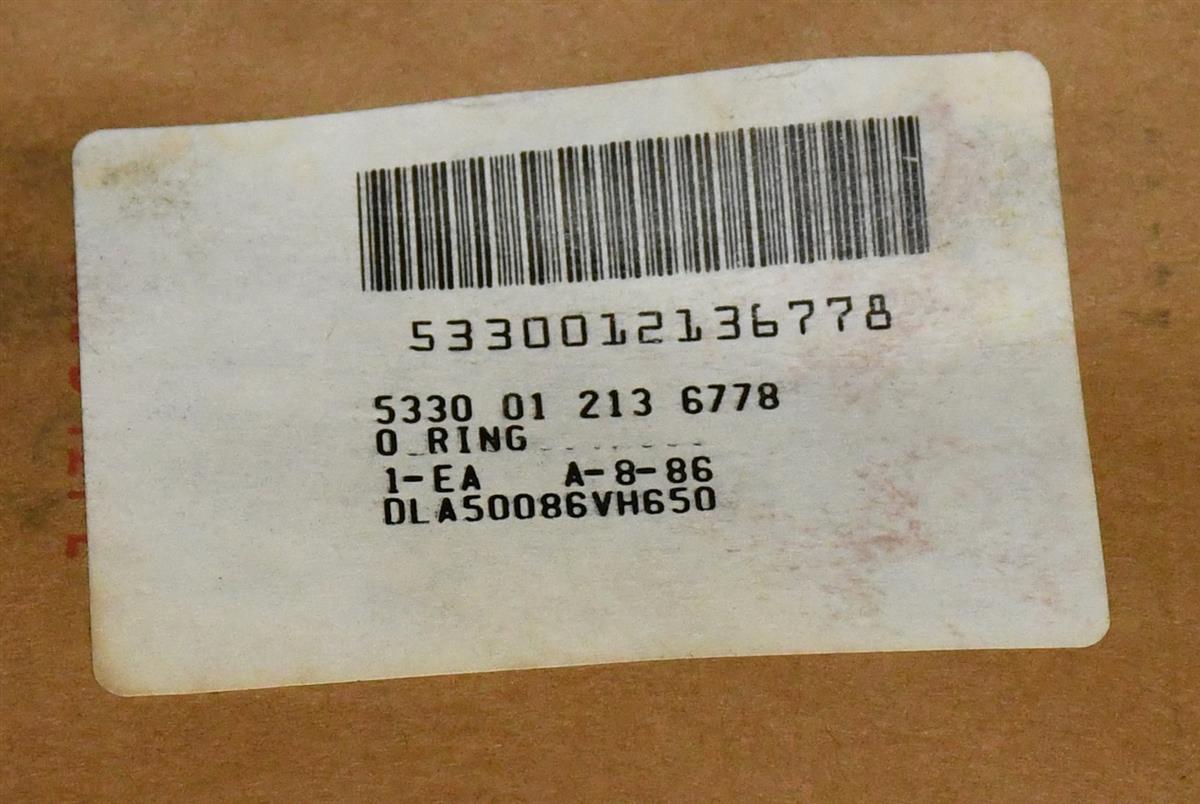 5330012136778
5330 01 213 6778
O RING
1-EA A-8-86
DLA50086VH650